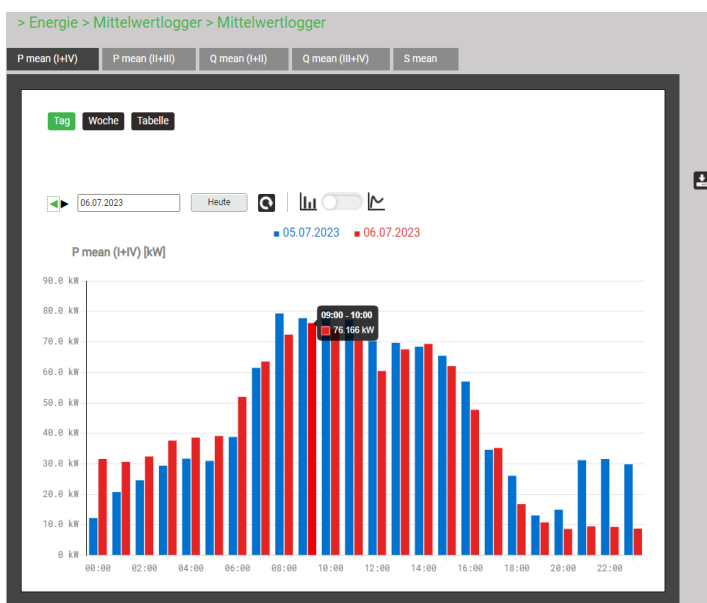 > Energie > Mittelwertlogger > Mittelwertlogger
P mean (I+IV) P mean (II+III) Q mean (I+II) Q mean (III+IV) S mean
Tag Woche Tabelle
06.07.2023 Heute
05.07.2023 06.07.2023
P mean (I+IV) [kW]
90.0 kW
80.0 kW
09:00 - 10:00
76.166 kW
70.0 kW
60.0 kW
50.0 kW
40.0 kW
30.0 kW
20.0 kW
10.0 kW
0 kW
00:00 02:00 04:00 06:00 08:00 10:00 12:00 14:00 16:00 18:00 20:00 22:00